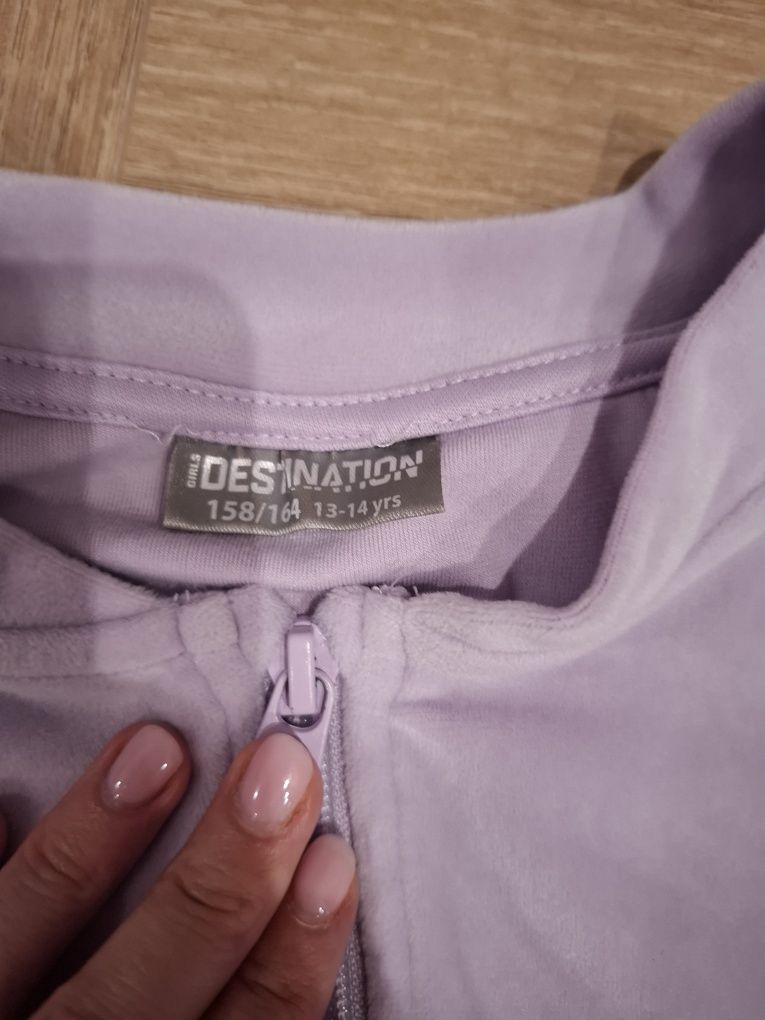 GIRLS DESTINATION
158/164 13-14 yrs